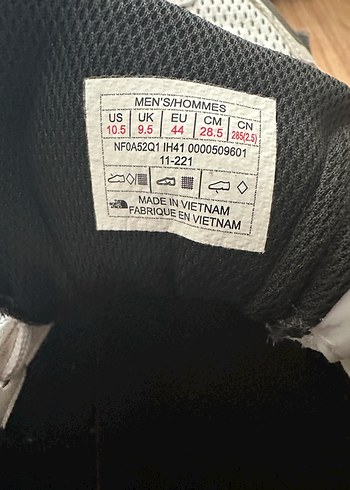 MEN'S/HOMMES
US UK EU CM CN
10.5 9.5 44 28.5 285(2.5)
NF0A52Q1 IH41 0000509601
11-221
MADE IN VIETNAM
FABRIQUE EN VIETNAM